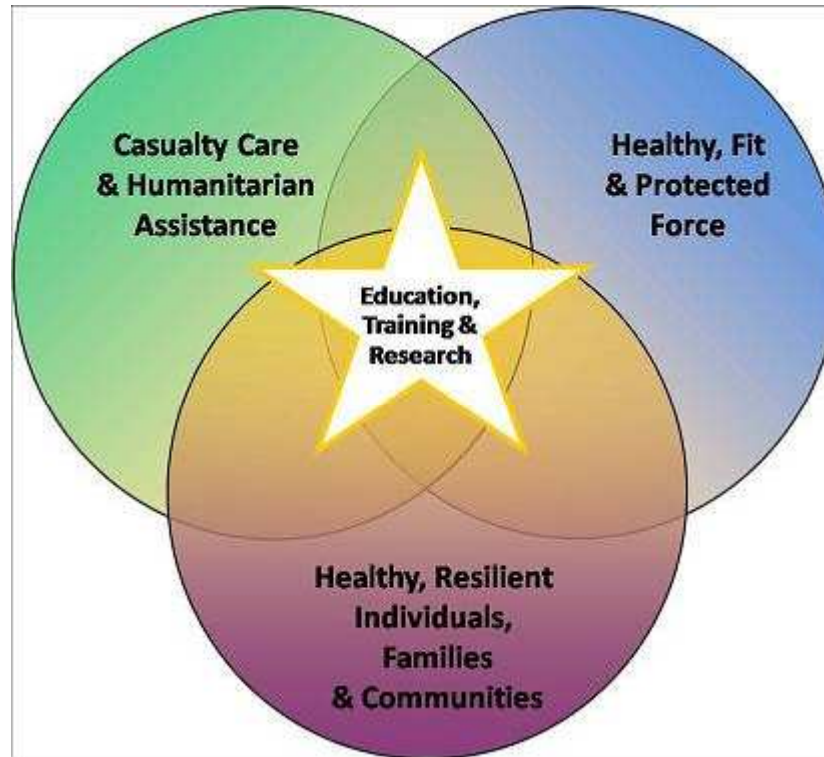 Casualty Care
& Humanitarian
Assistance
Healthy, Fit
& Protected
Force
Education,
Training &
Research
Healthy, Resilient
Individuals,
Families
& Communities